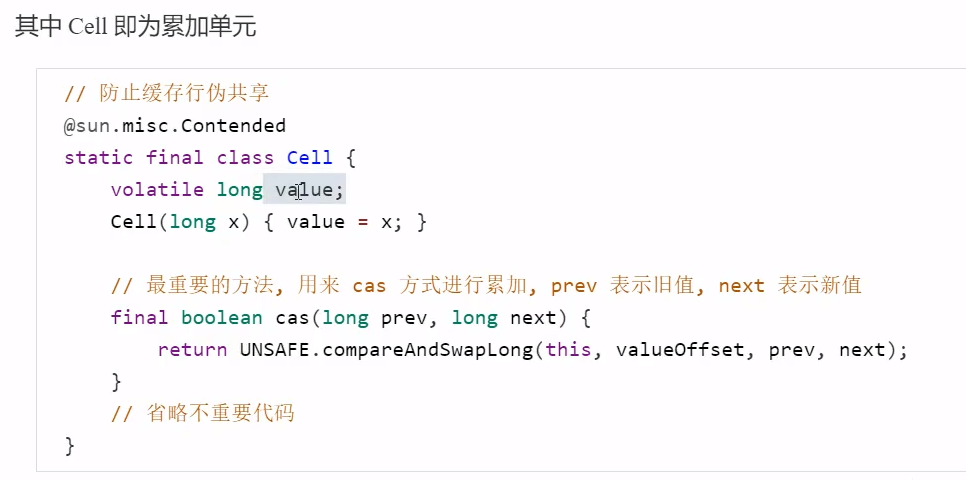 其中 Cell 即为累加单元
// 防止缓存行伪共享
@sun.misc.Contended
static final class Cell {
    volatile long value;
    Cell(long x) { value = x; }
    // 最重要的方法, 用来 cas 方式进行累加, prev 表示旧值, next 表示新值
    final boolean cas(long prev, long next) {
        return UNSAFE.compareAndSwapLong(this, valueOffset, prev, next);
    }
    // 省略不重要代码
}